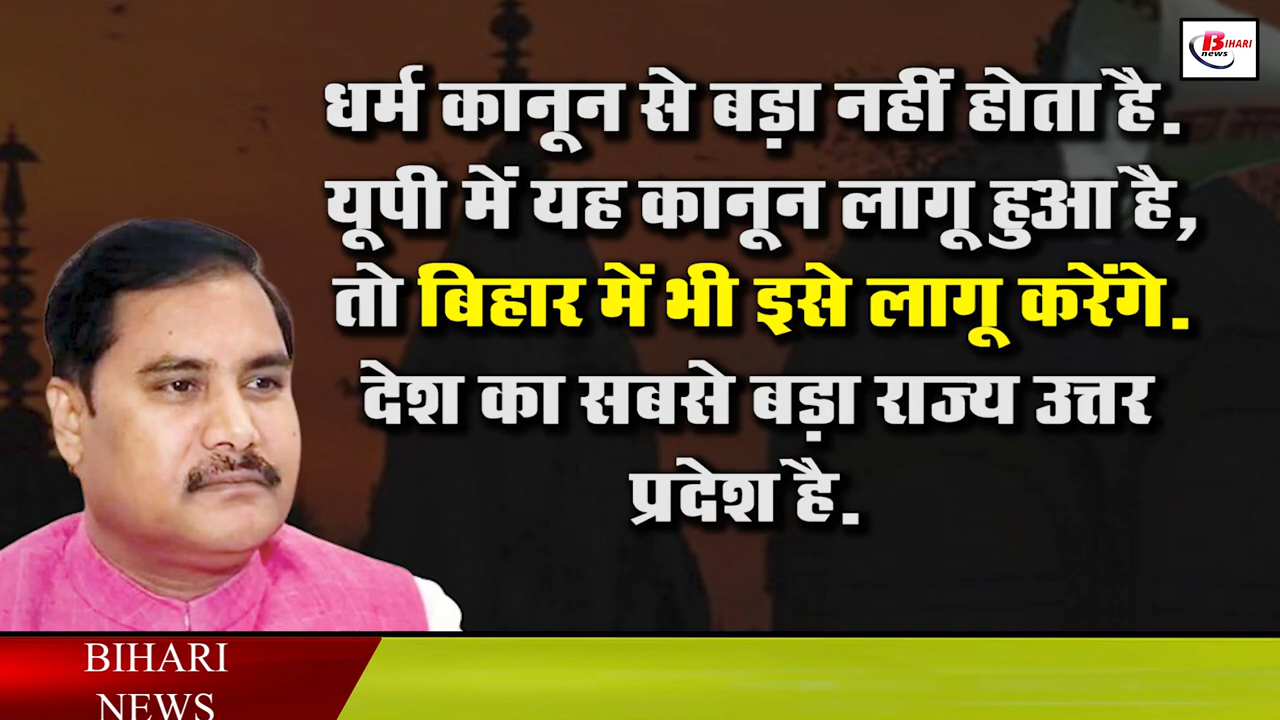 BIHARI
news
धर्म कानून से बड़ा नहीं होता है.
यूपी में यह कानून लागू हुआ है,
तो बिहार में भी इसे लागू करेंगे.
देश का सबसे बड़ा राज्य उत्तर
प्रदेश है.
BIHARI
NEWS